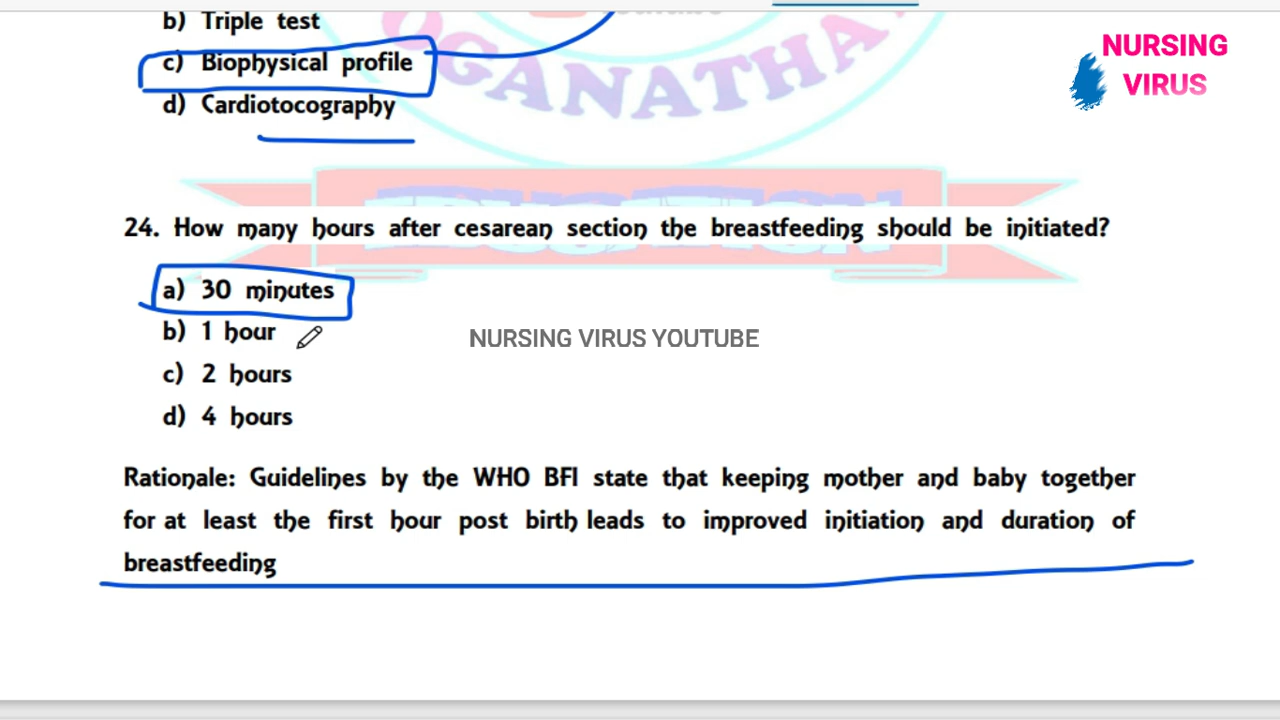 b) Triple test
c) Biophysical profile
d) Cardiotocography
NURSING
VIRUS
OGANATHA
EDUCATION
24. How many hours after cesarean section the breastfeeding should be initiated?
a) 30 minutes
b) 1 hour
NURSING VIRUS YOUTUBE
c) 2 hours
d) 4 hours
Rationale: Guidelines by the WHO BFI state that keeping mother and baby together
for at least the first hour post birth leads to improved initiation and duration of
breastfeeding